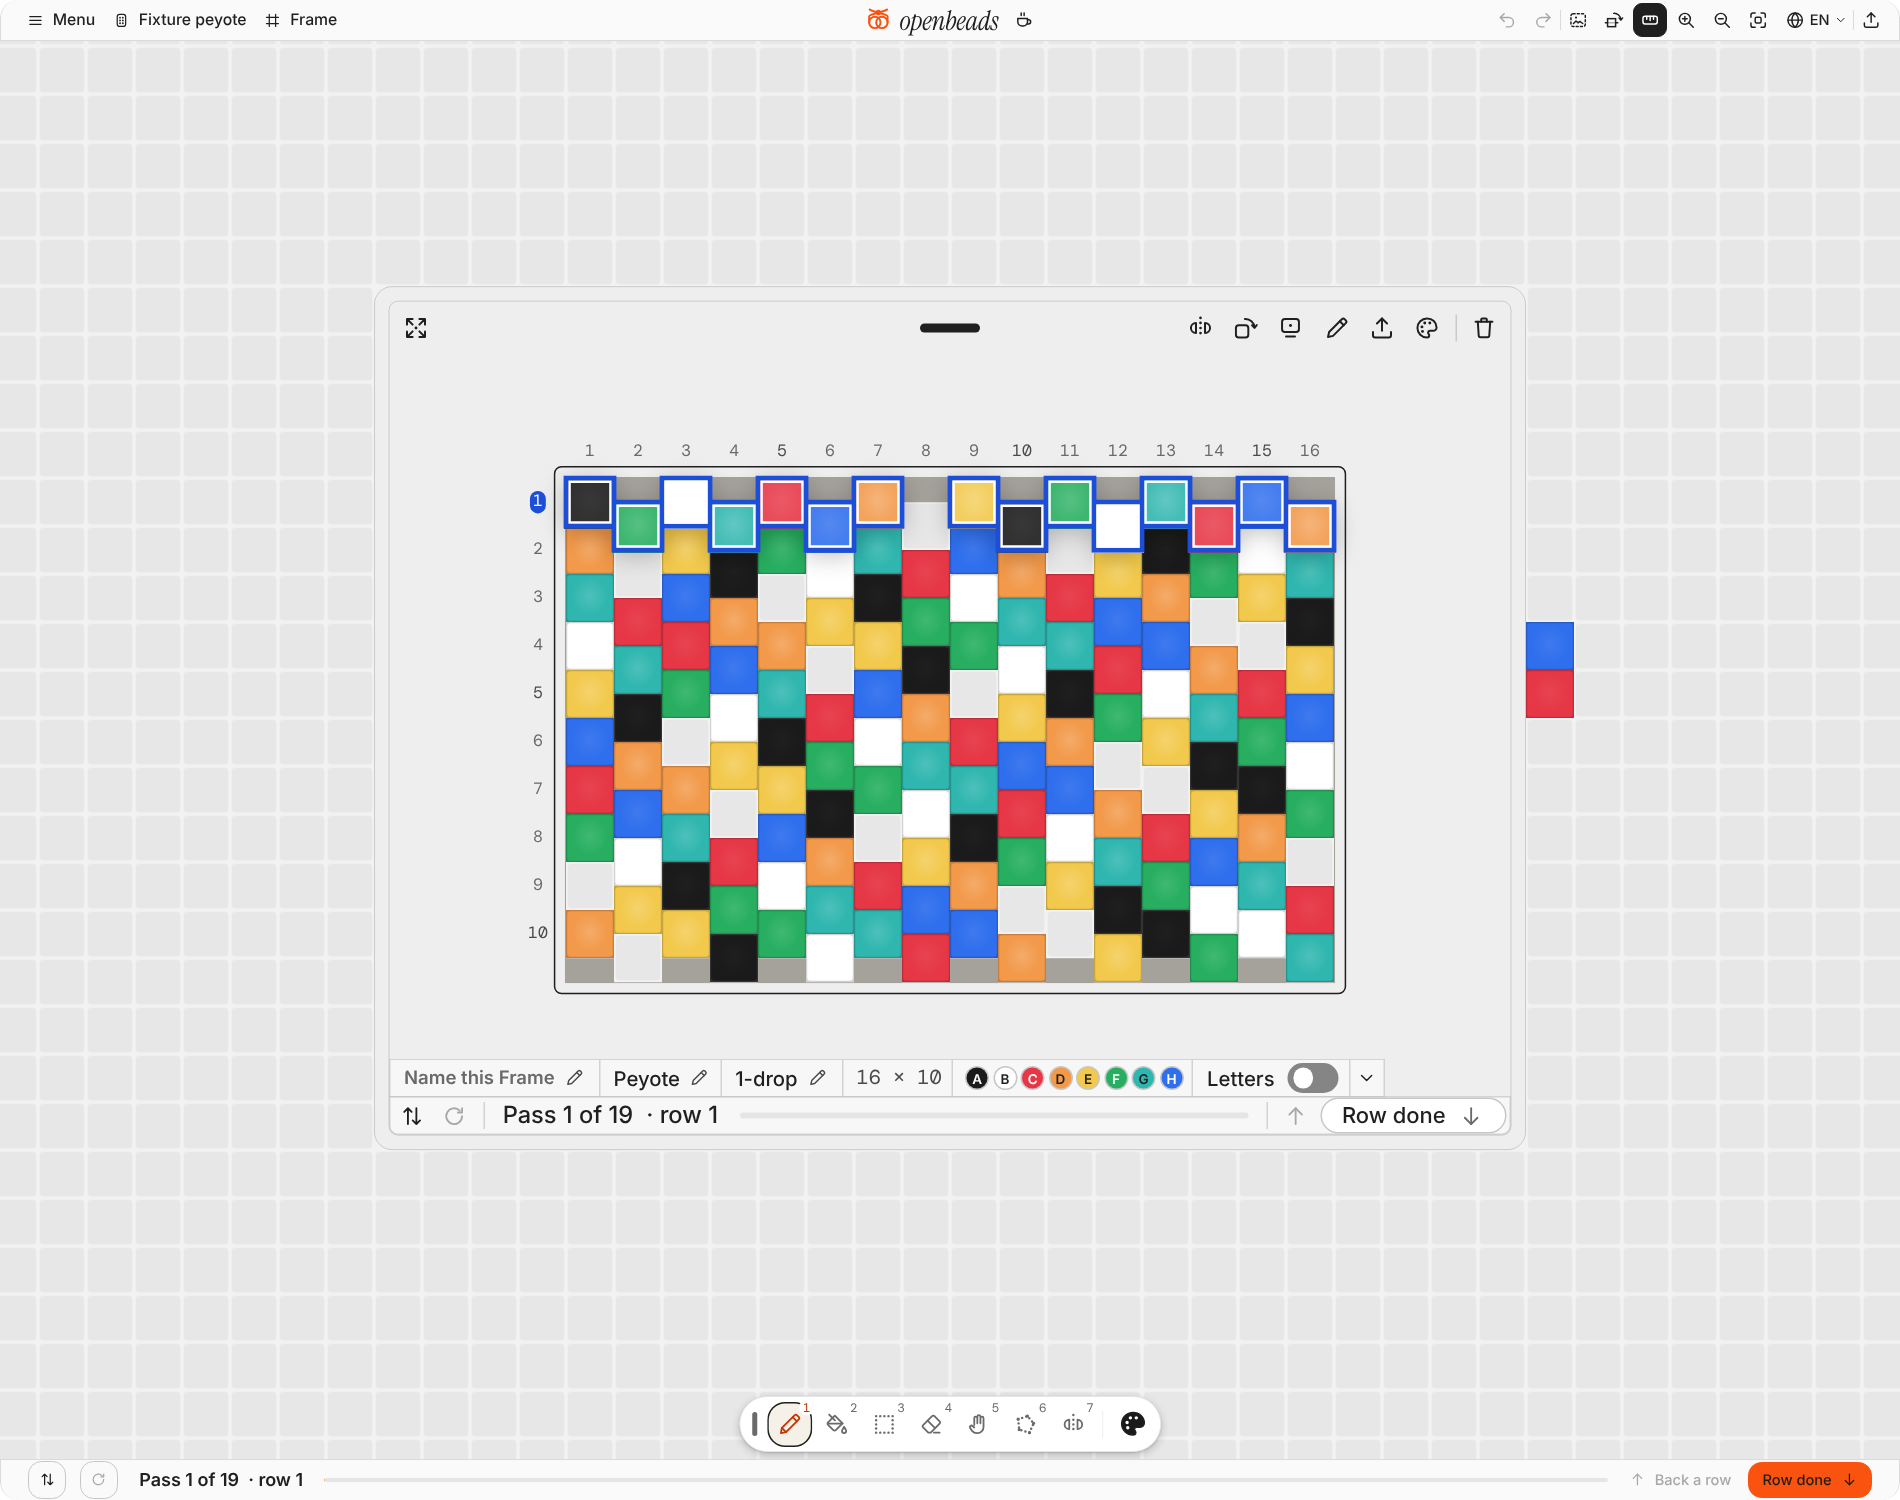 Menu Fixture peyote Frame openbeads EN
1 2 3 4 5 6 7 8 9 10 11 12 13 14 15 16
1
2
3
4
5
6
7
8
9
10
Name this Frame Peyote 1-drop 16 × 10 A B C D E F G H Letters
Pass 1 of 19 · row 1 Row done
1 2 3 4 5 6 7
Pass 1 of 19 · row 1 Back a row Row done